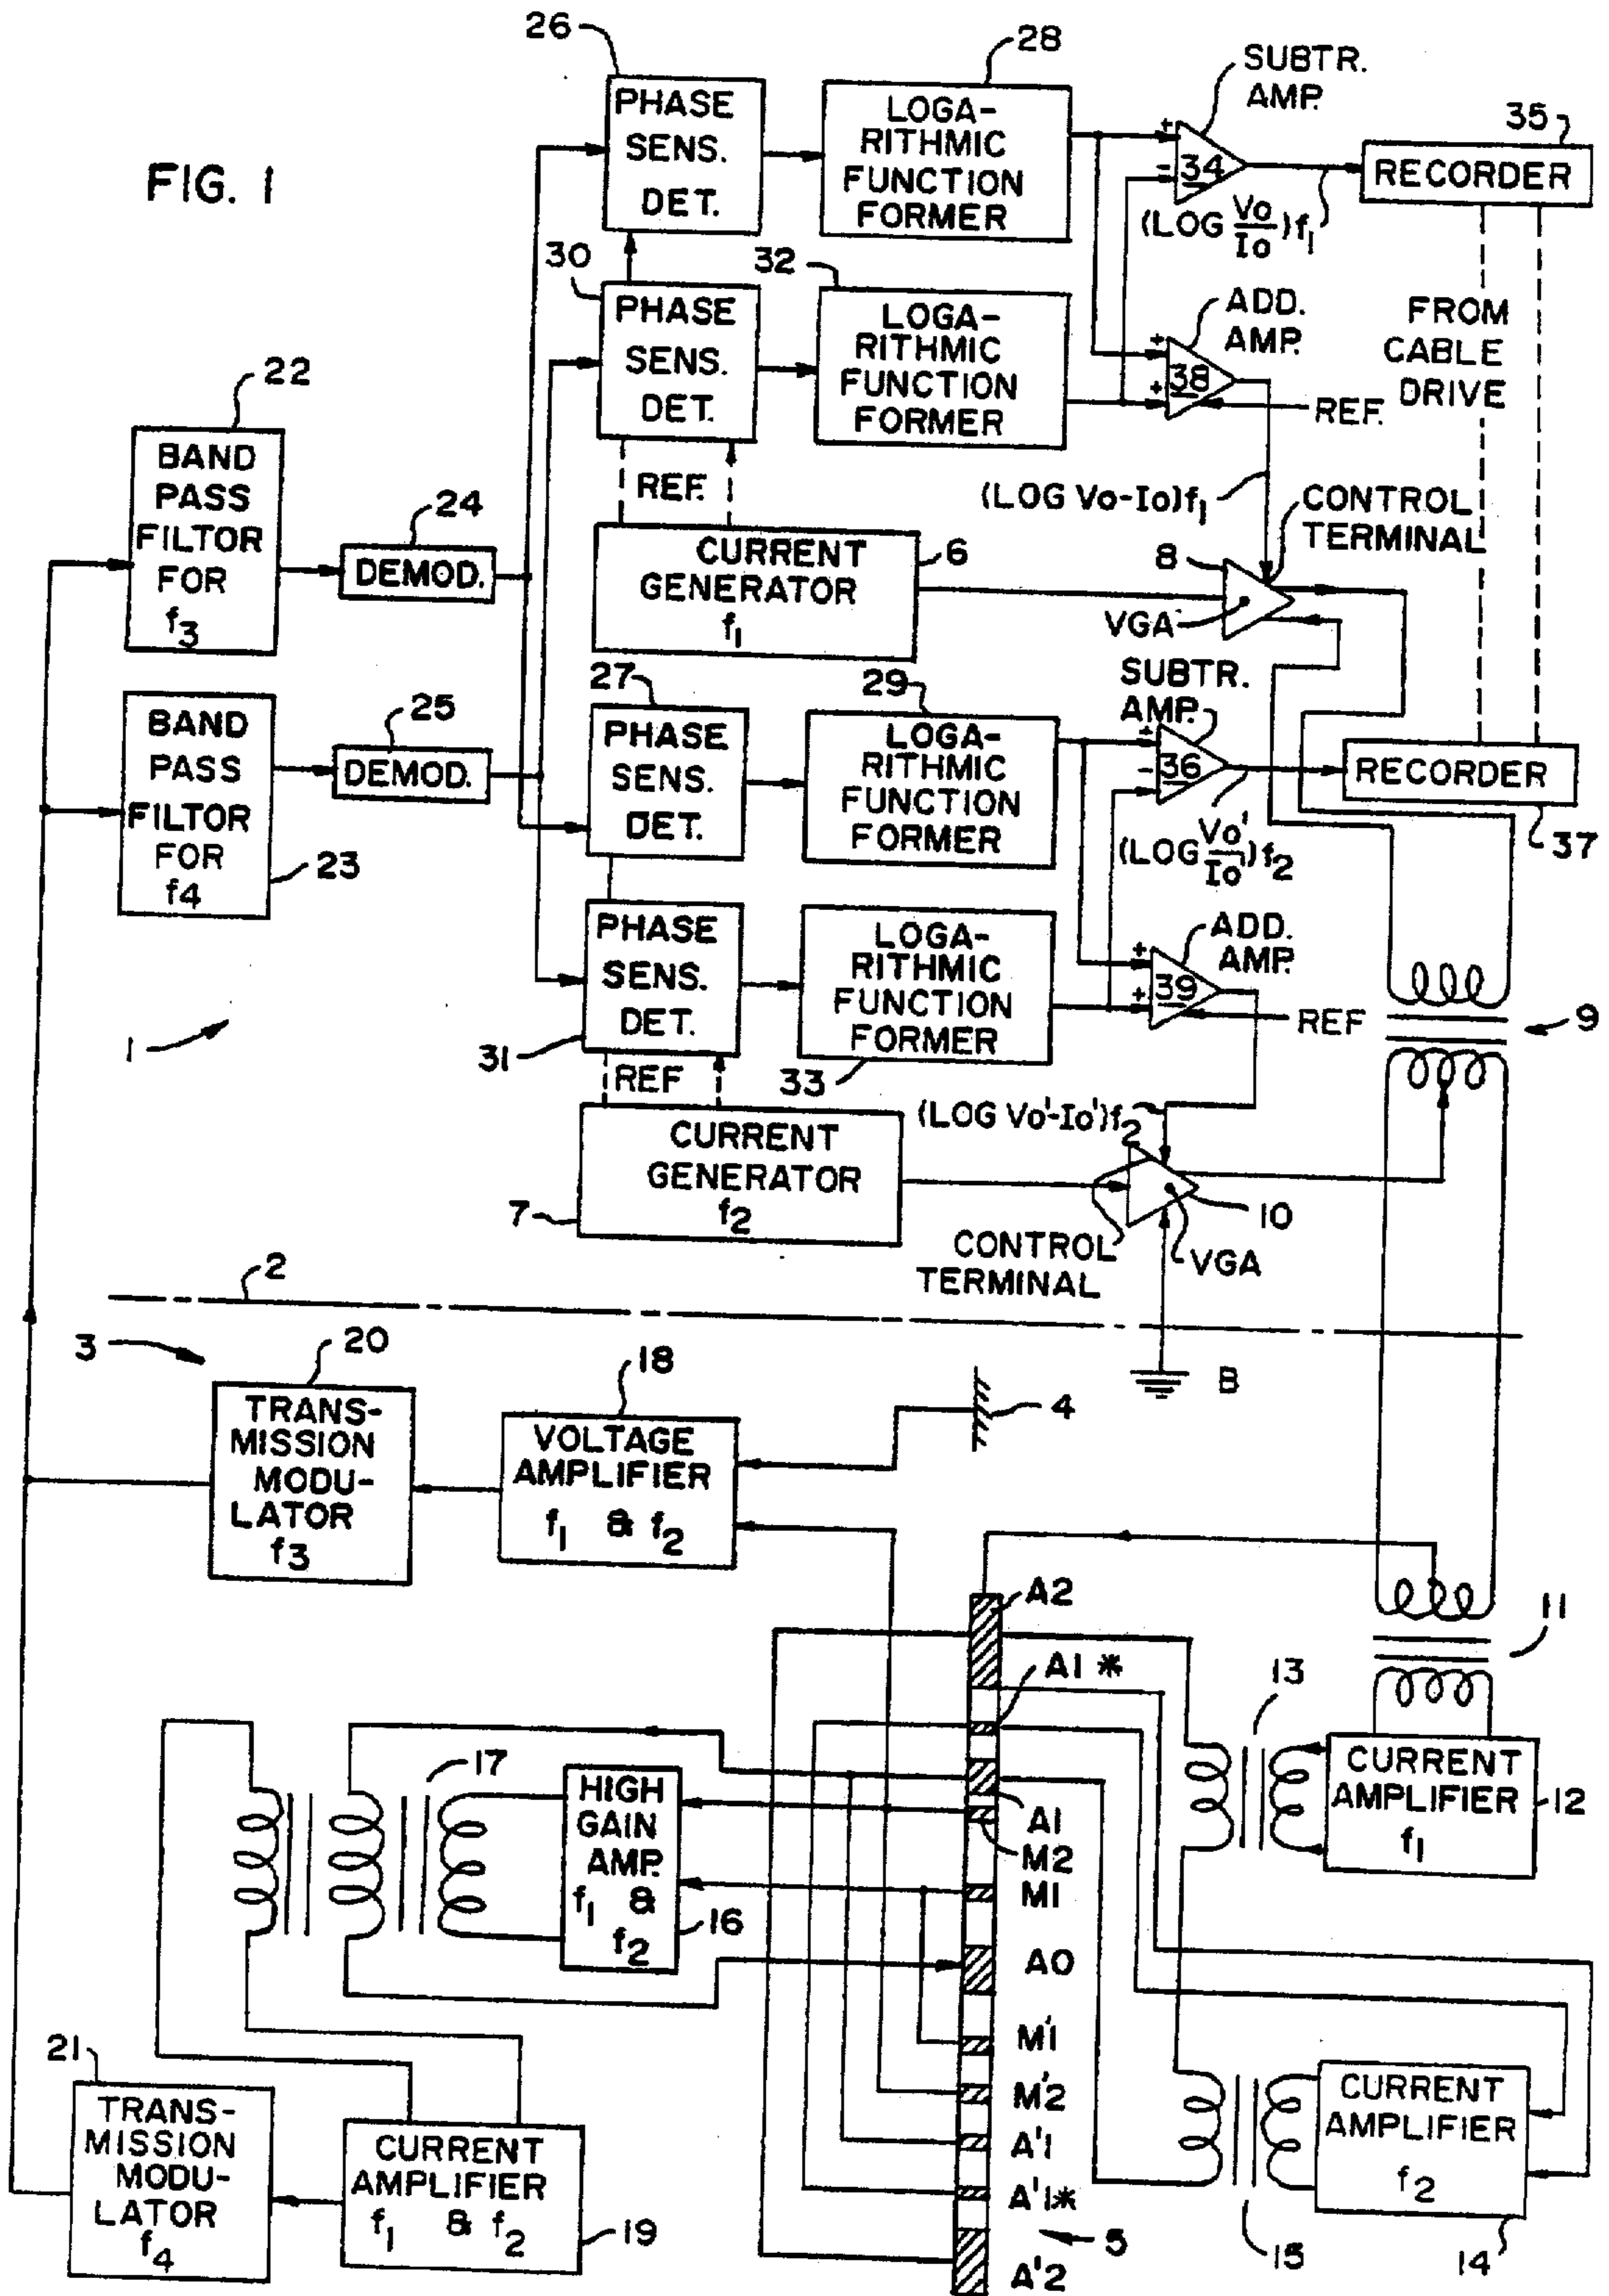 FIG. 1
26
PHASE
SENS.
DET.
28
LOGA-
RITHMIC
FUNCTION
FORMER
SUBTR.
AMP.
+
-
34
35
RECORDER
(LOG Vo/Io)f1
30
PHASE
SENS.
DET.
32
LOGA-
RITHMIC
FUNCTION
FORMER
ADD.
AMP.
+
+
38
REF.
FROM
CABLE
DRIVE
22
BAND
PASS
FILTOR
FOR
f3
24
DEMOD.
REF.
(LOG Vo-Io)f1
CONTROL
TERMINAL
CURRENT
GENERATOR
f1
6
8
VGA
27
PHASE
SENS.
DET.
29
LOGA-
RITHMIC
FUNCTION
FORMER
SUBTR.
AMP.
+
-
36
RECORDER
37
(LOG Vo'/Io')f2
BAND
PASS
FILTOR
FOR
f4
23
25
DEMOD.
PHASE
SENS.
DET.
31
LOGA-
RITHMIC
FUNCTION
FORMER
33
ADD.
AMP.
+
+
39
REF
9
1
REF
(LOG Vo'-Io')f2
CURRENT
GENERATOR
f2
7
10
CONTROL
TERMINAL
VGA
2
3
20
TRANS-
MISSION
MODU-
LATOR
f3
18
VOLTAGE
AMPLIFIER
f1 & f2
4
B
A2
A1*
11
13
CURRENT
AMPLIFIER
f1
12
17
HIGH
GAIN
AMP.
f1 &
f2
16
A1
M2
M1
A0
M'1
M'2
A'1
A'1*
5
A'2
21
TRANS-
MISSION
MODU-
LATOR
f4
CURRENT
AMPLIFIER
f1 & f2
19
15
CURRENT
AMPLIFIER
f2
14